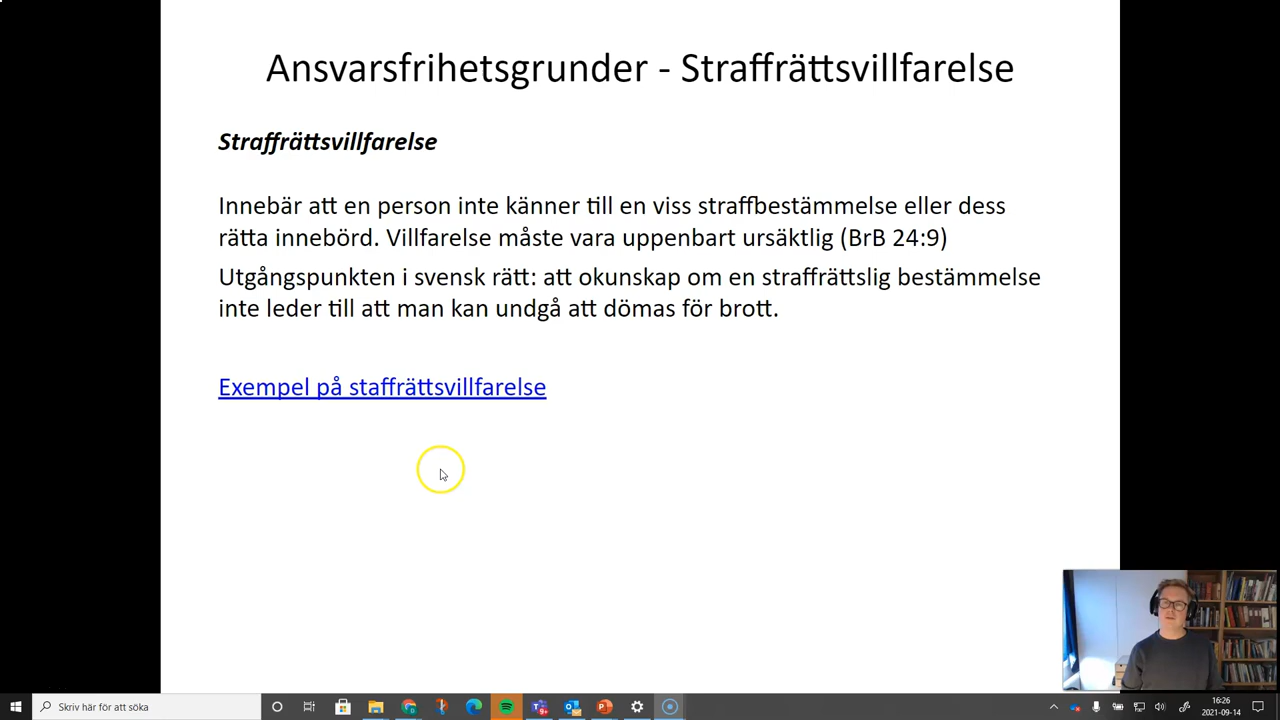 Ansvarsfrihetsgrunder - Straffrättsvillfarelse
Straffrättsvillfarelse
Innebär att en person inte känner till en viss straffbestämmelse eller dess
rätta innebörd. Villfarelse måste vara uppenbart ursäktlig (BrB 24:9)
Utgångspunkten i svensk rätt: att okunskap om en straffrättslig bestämmelse
inte leder till att man kan undgå att dömas för brott.
Exempel på staffrättsvillfarelse
Skriv här för att söka
16:26
2021-09-14